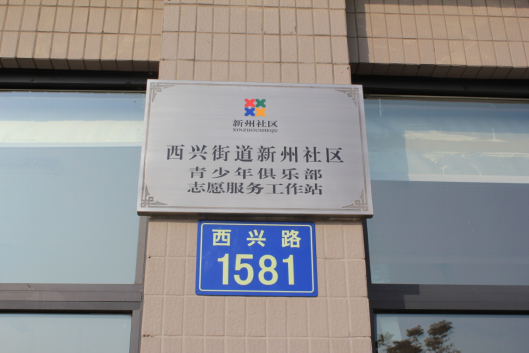 新州社区
XINZHOUSHEQU
西兴街道新州社区
青少年俱乐部
志愿服务工作站
西兴路
1581